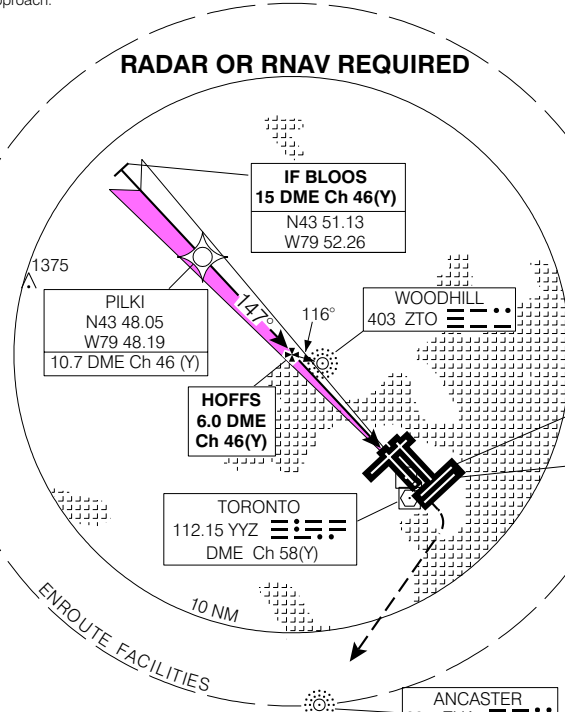 approach.
RADAR OR RNAV REQUIRED
IF BLOOS
15 DME Ch 46(Y)
N43 51.13
W79 52.26
1375
PILKI
N43 48.05
W79 48.19
10.7 DME Ch 46 (Y)
147°
116°
WOODHILL
403 ZTO
HOFFS
6.0 DME
Ch 46(Y)
TORONTO
112.15 YYZ
DME Ch 58(Y)
10 NM
ENROUTE FACILITIES
ANCASTER